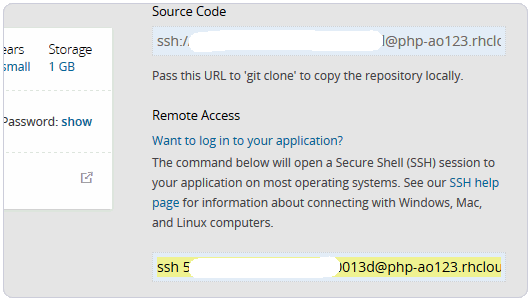 Source Code
ssh:/ d@php-ao123.rhclo
Pass this URL to 'git clone' to copy the repository locally.
ears Storage
small 1 GB
Password: show
Remote Access
Want to log in to your application?
The command below will open a Secure Shell (SSH) session to
your application on most operating systems. See our SSH help
page for information about connecting with Windows, Mac,
and Linux computers.
ssh 5 0013d@php-ao123.rhclou